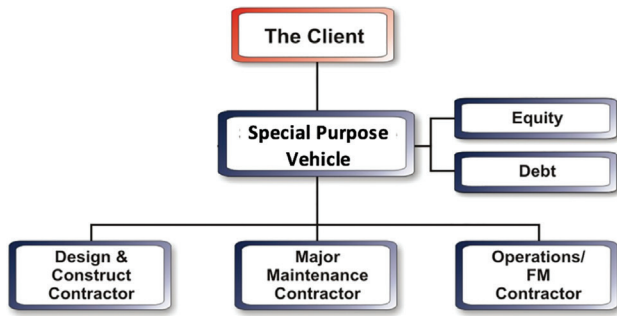 The Client
Special Purpose
Vehicle
Equity
Debt
Design &
Construct
Contractor
Major
Maintenance
Contractor
Operations/
FM
Contractor